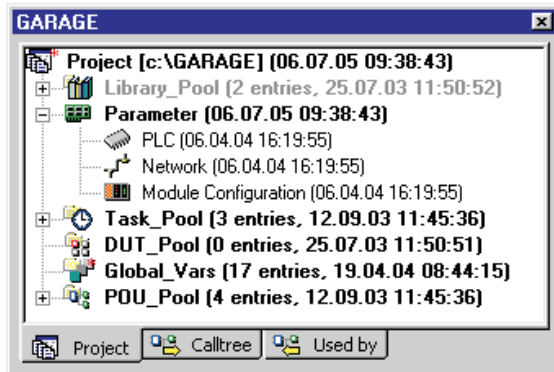 GARAGE
Project [c:\GARAGE] (06.07.05 09:38:43)
Library_Pool (2 entries, 25.07.03 11:50:52)
Parameter (06.07.05 09:38:43)
PLC (06.04.04 16:19:55)
Network (06.04.04 16:19:55)
Module Configuration (06.04.04 16:19:55)
Task_Pool (3 entries, 12.09.03 11:45:36)
DUT_Pool (0 entries, 25.07.03 11:50:51)
Global_Vars (17 entries, 19.04.04 08:44:15)
POU_Pool (4 entries, 12.09.03 11:45:36)
Project Calltree Used by